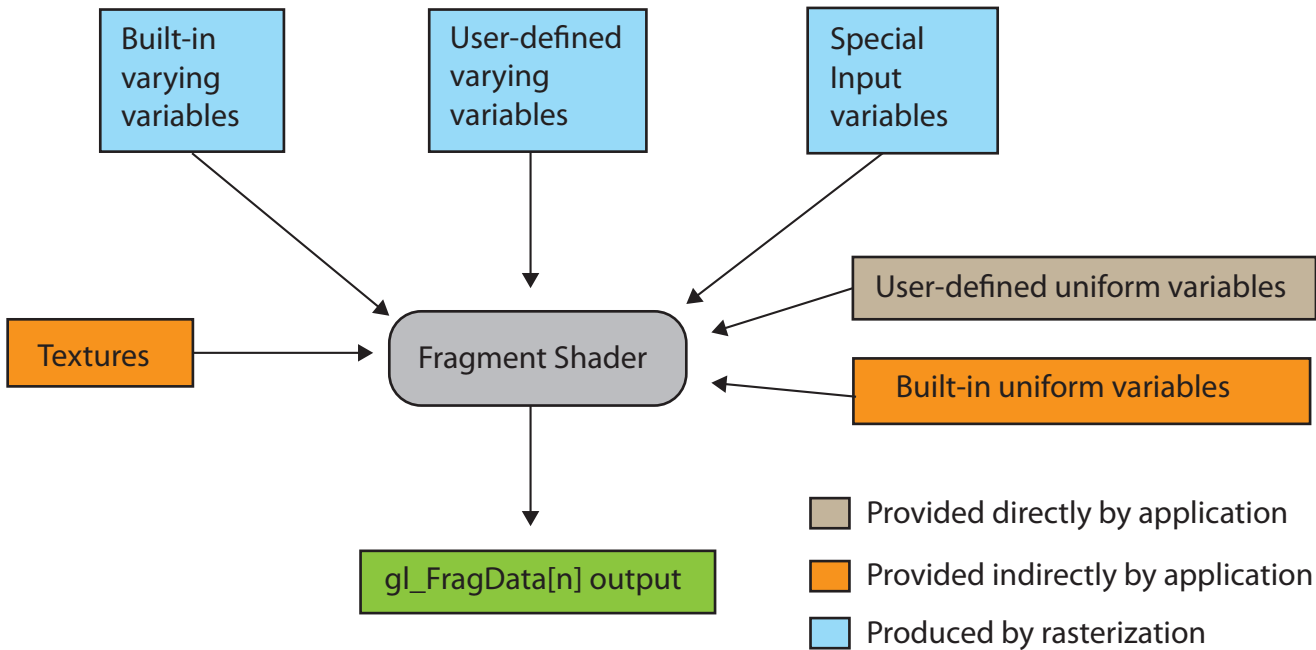 Built-in
varying
variables
User-defined
varying
variables
Special
Input
variables
User-defined uniform variables
Textures
Fragment Shader
Built-in uniform variables
Provided directly by application
gl_FragData[n] output
Provided indirectly by application
Produced by rasterization